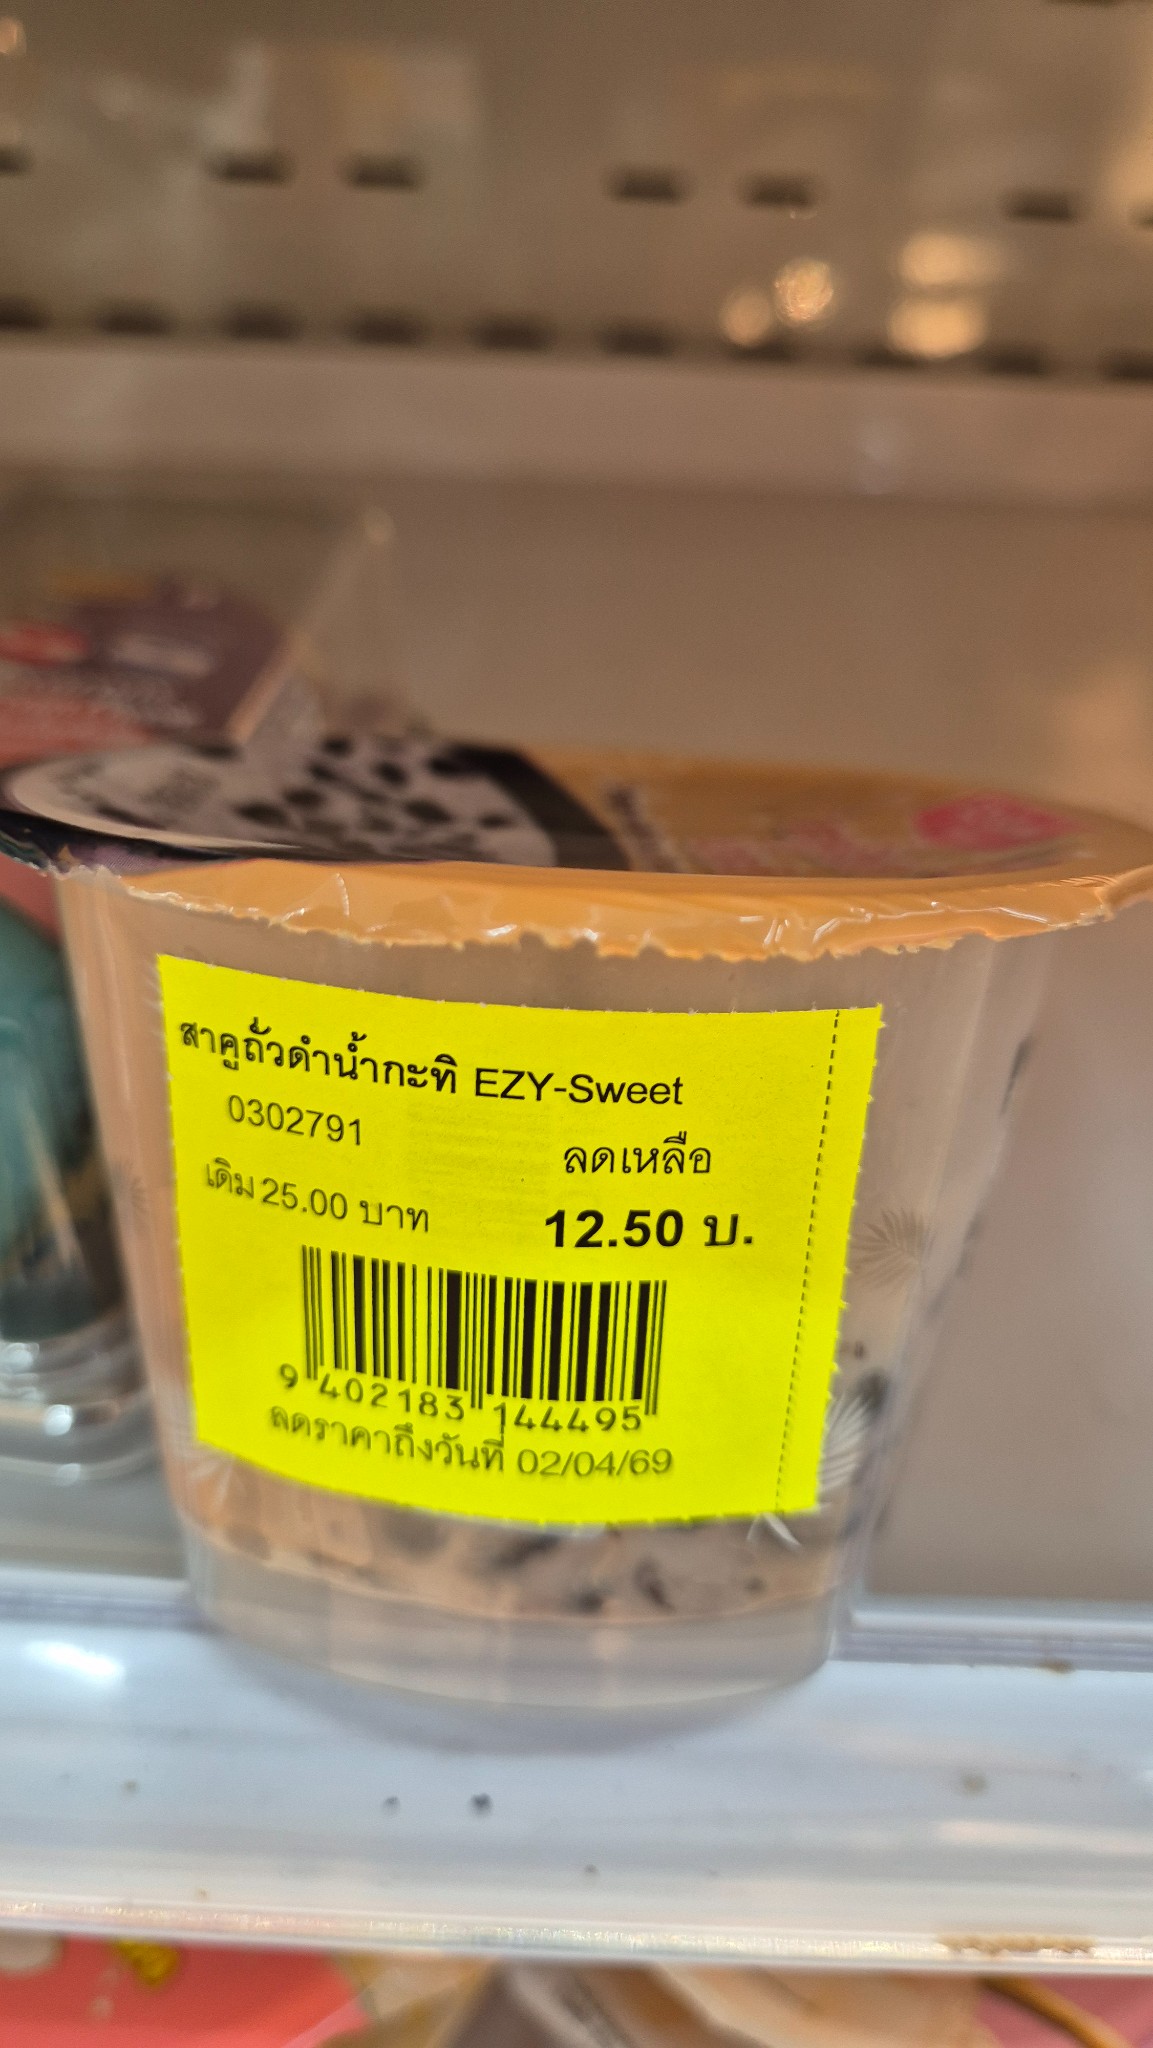 สาคูถั่วดำน้ำกะทิ EZY-Sweet
0302791
ลดเหลือ
เดิม 25.00 บาท
12.50 บ.
9 402183 144495
ลดราคาถึงวันที่ 02/04/69